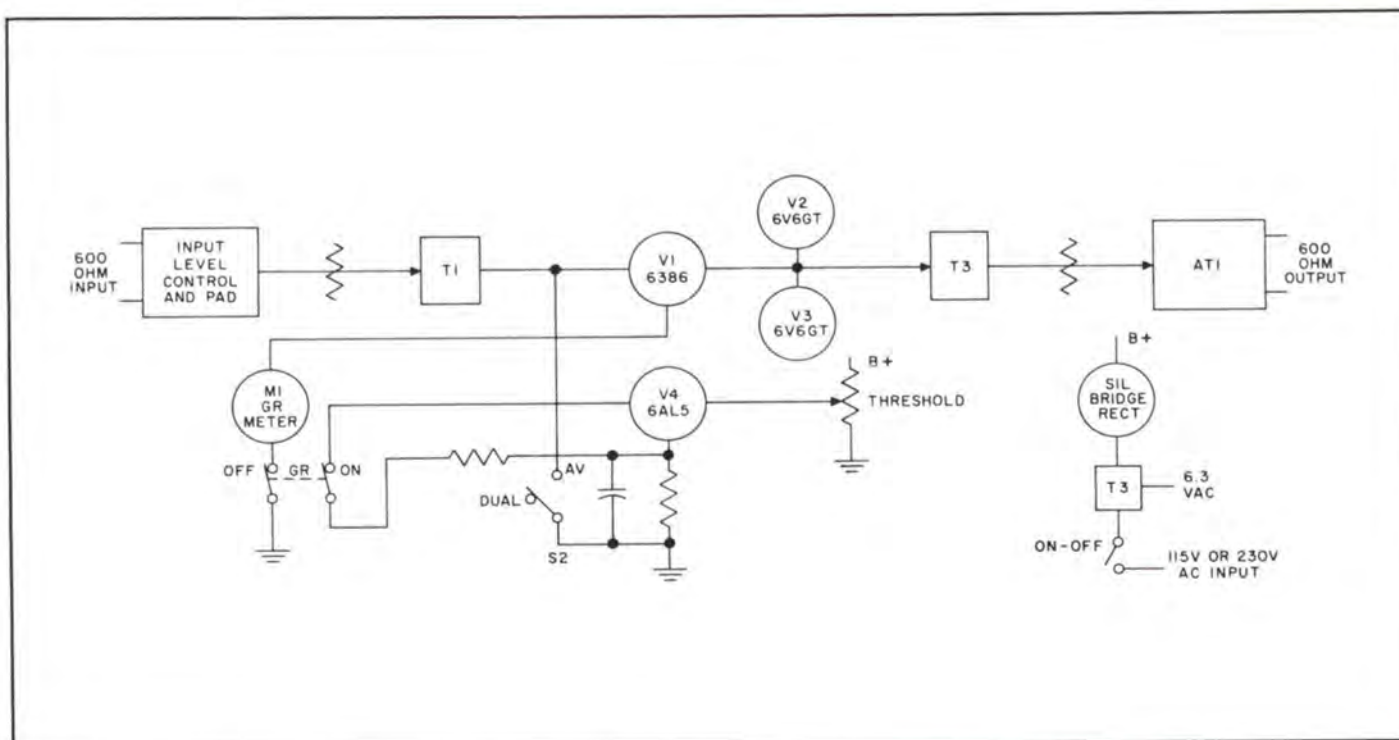 600
OHM
INPUT
INPUT
LEVEL
CONTROL
AND PAD
T1
V1
6386
V2
6V6GT
V3
6V6GT
T3
AT1
600
OHM
OUTPUT
M1
GR
METER
OFF GR ON
V4
6AL5
B+
THRESHOLD
AV
DUAL
S2
B+
SIL
BRIDGE
RECT
T3
6.3
VAC
ON-OFF
115V OR 230V
AC INPUT